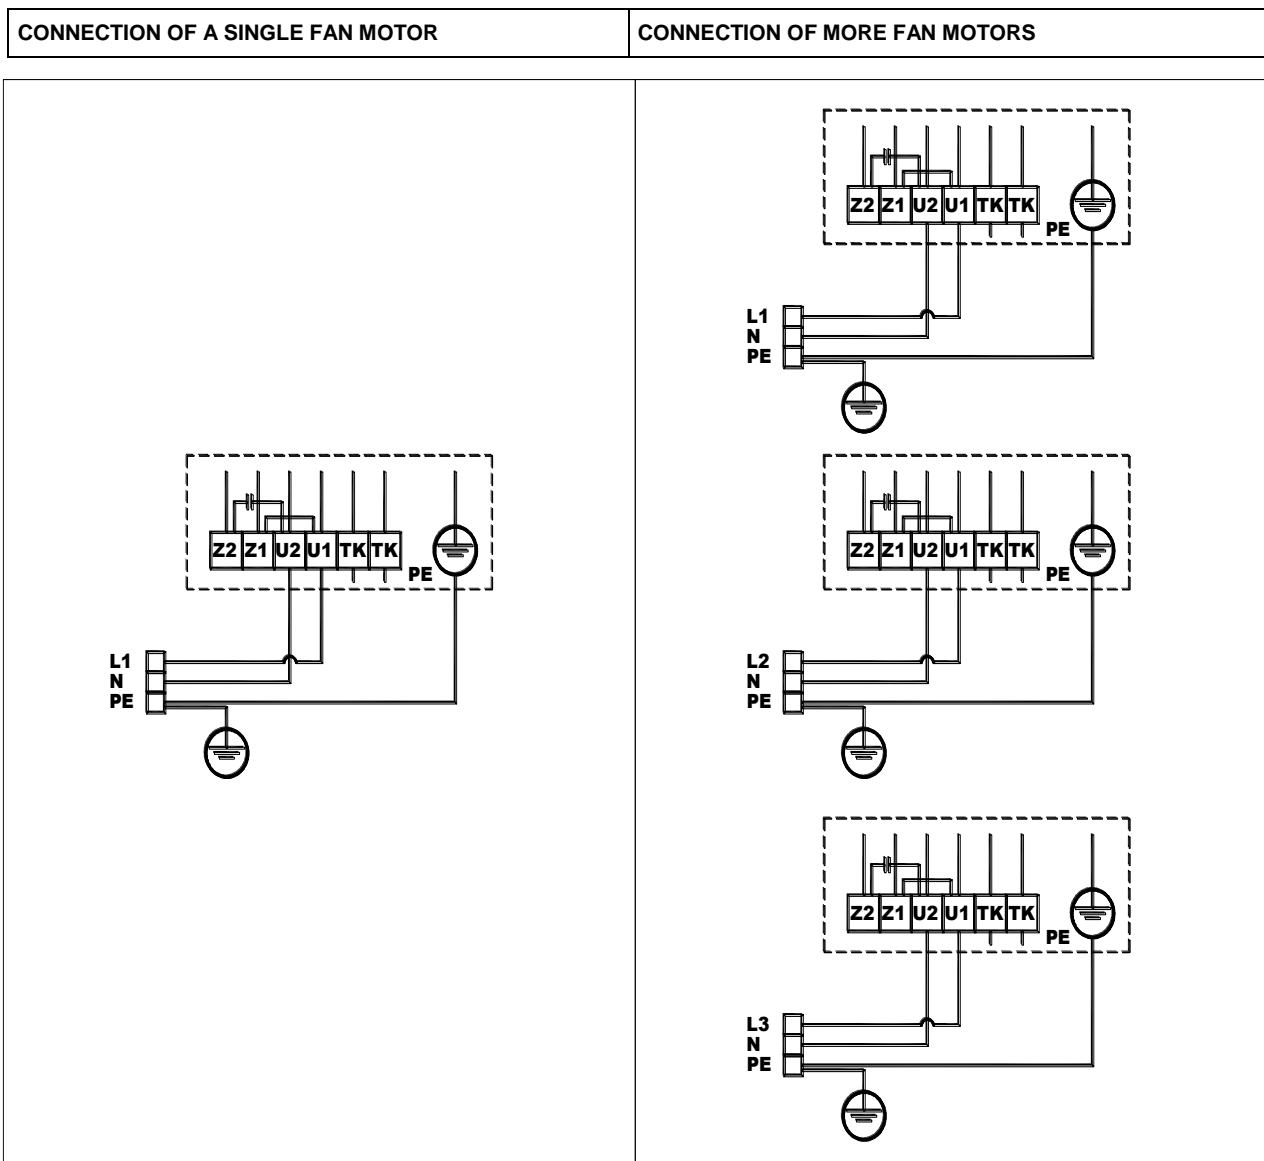 CONNECTION OF A SINGLE FAN MOTOR
CONNECTION OF MORE FAN MOTORS
Z2 Z1 U2 U1 TK TK
PE
L1
N
PE
Z2 Z1 U2 U1 TK TK
PE
L1
N
PE
Z2 Z1 U2 U1 TK TK
PE
L2
N
PE
Z2 Z1 U2 U1 TK TK
PE
L3
N
PE